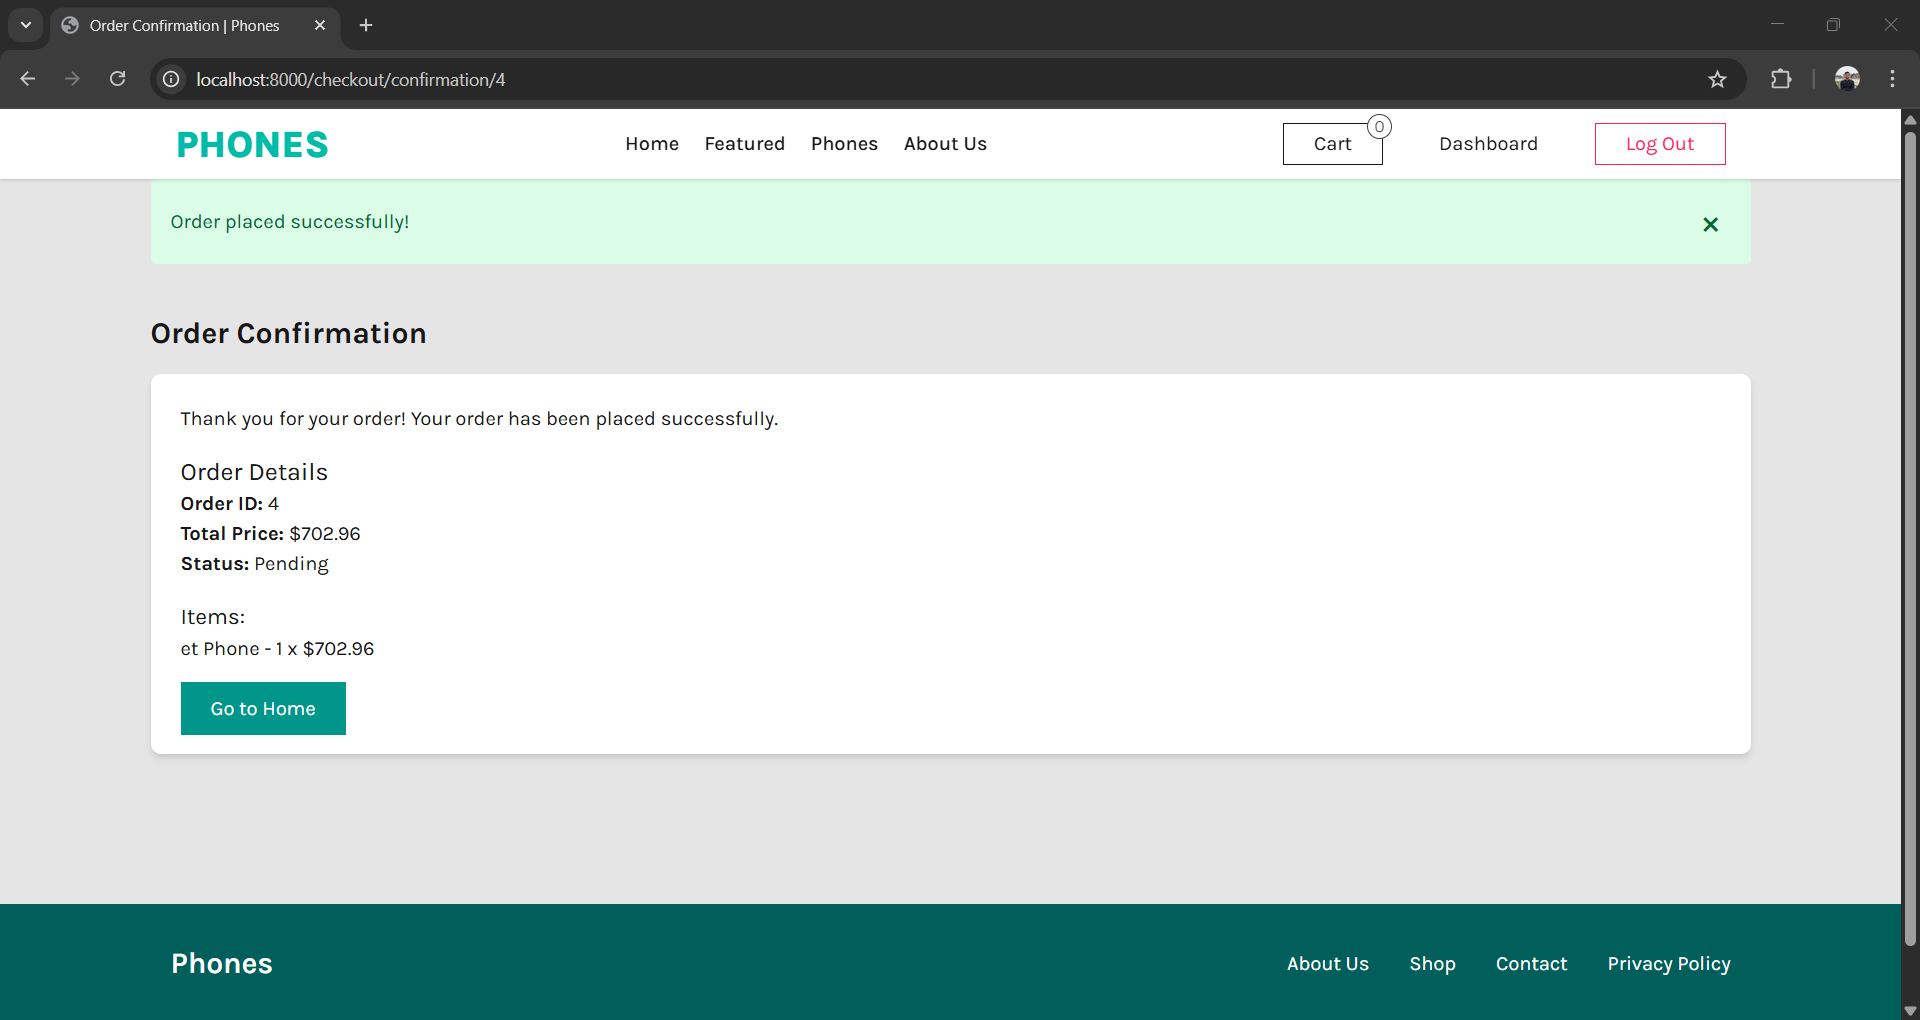 Order Confirmation | Phones
localhost:8000/checkout/confirmation/4
PHONES
Home Featured Phones About Us Cart 0 Dashboard Log Out
Order placed successfully!
Order Confirmation
Thank you for your order! Your order has been placed successfully.
Order Details
Order ID: 4
Total Price: $702.96
Status: Pending
Items:
et Phone - 1 x $702.96
Go to Home
Phones
About Us Shop Contact Privacy Policy